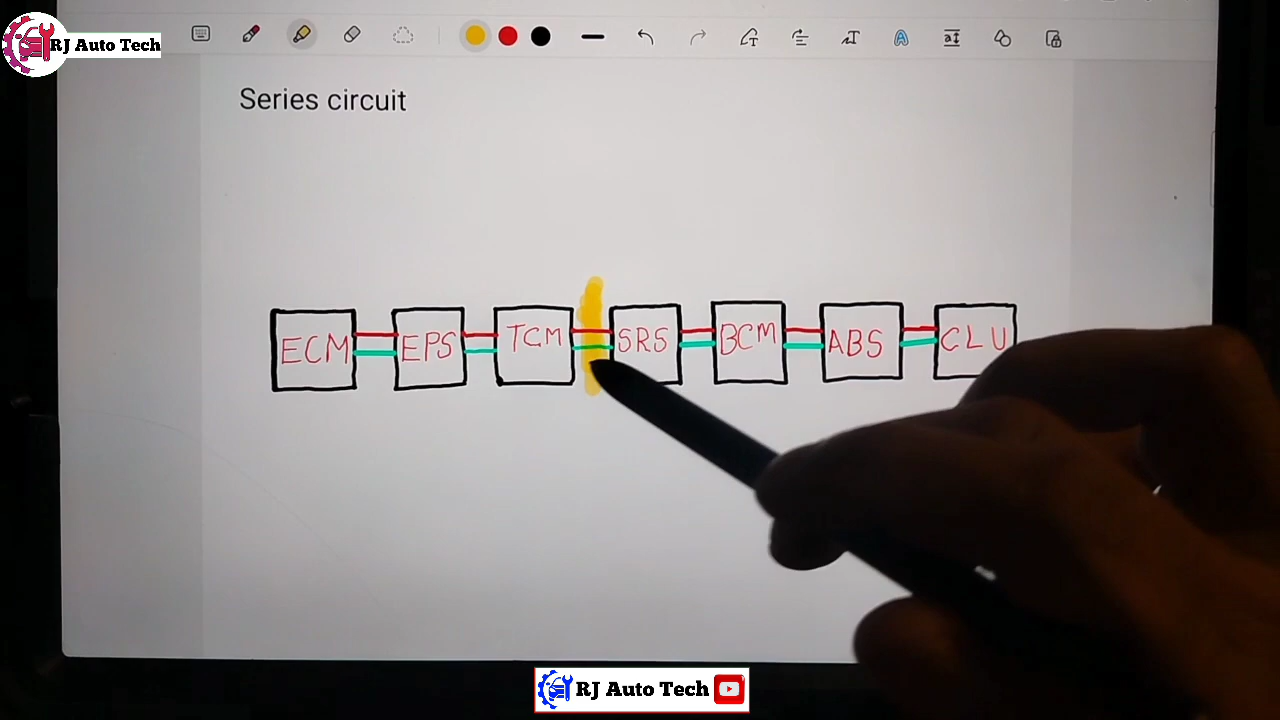 RJ Auto Tech
Series circuit
ECM EPS TCM SRS BCM ABS CLU
RJ Auto Tech